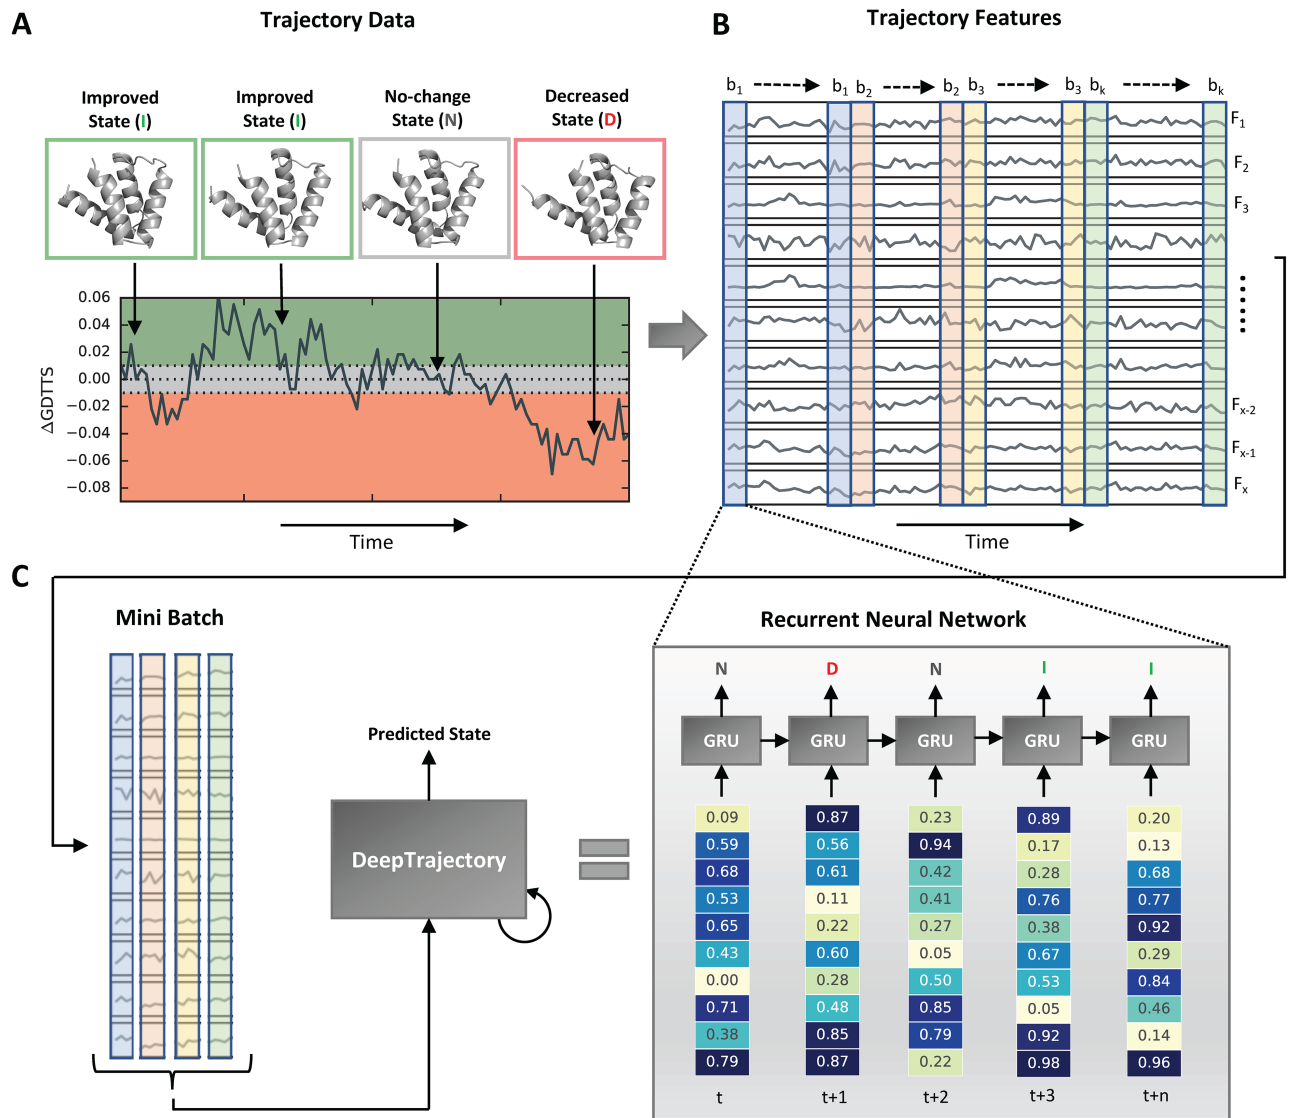 A
Trajectory Data
Improved
State (I)
Improved
State (I)
No-change
State (N)
Decreased
State (D)
0.06
0.04
0.02
0.00
−0.02
−0.04
−0.06
−0.08
ΔGDTTS
Time
B
Trajectory Features
b1 b1 b2 b2 b3 b3 bk bk
F1
F2
F3
Fx-2
Fx-1
Fx
Time
C
Mini Batch
Predicted State
DeepTrajectory
Recurrent Neural Network
N D N I I
GRU GRU GRU GRU GRU
0.09 0.87 0.23 0.89 0.20
0.59 0.56 0.94 0.17 0.13
0.68 0.61 0.42 0.28 0.68
0.53 0.11 0.41 0.76 0.77
0.65 0.22 0.27 0.38 0.92
0.43 0.60 0.05 0.67 0.29
0.00 0.28 0.50 0.53 0.84
0.71 0.48 0.85 0.05 0.46
0.38 0.85 0.79 0.92 0.14
0.79 0.87 0.22 0.98 0.96
t t+1 t+2 t+3 t+n